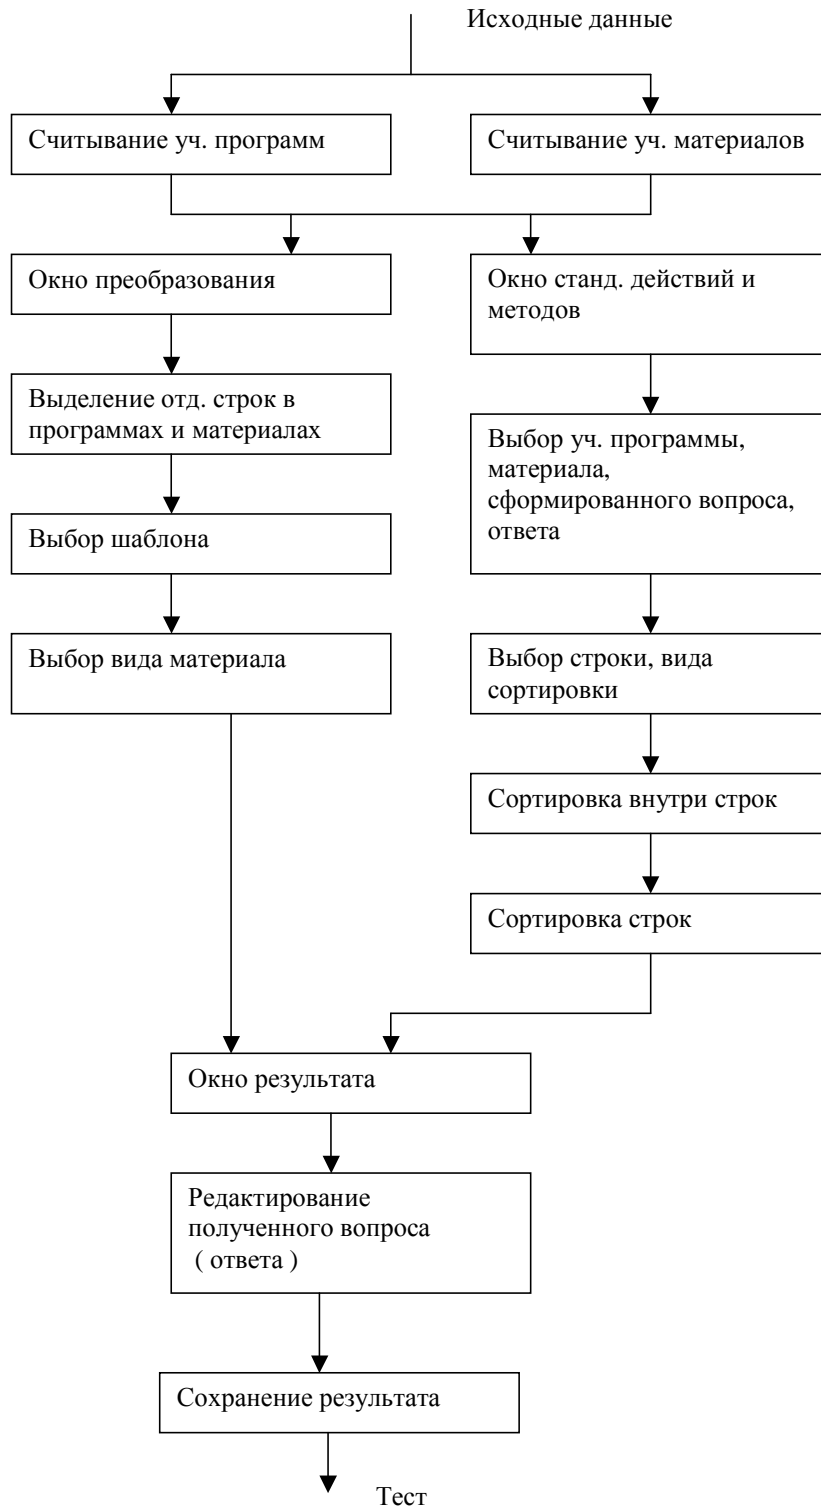 Исходные данные
Считывание уч. программ
Считывание уч. материалов
Окно преобразования
Окно станд. действий и
методов
Выделение отд. строк в
программах и материалах
Выбор уч. программы,
материала,
сформированного вопроса,
ответа
Выбор шаблона
Выбор вида материала
Выбор строки, вида
сортировки
Сортировка внутри строк
Сортировка строк
Окно результата
Редактирование
полученного вопроса
( ответа )
Сохранение результата
Тест